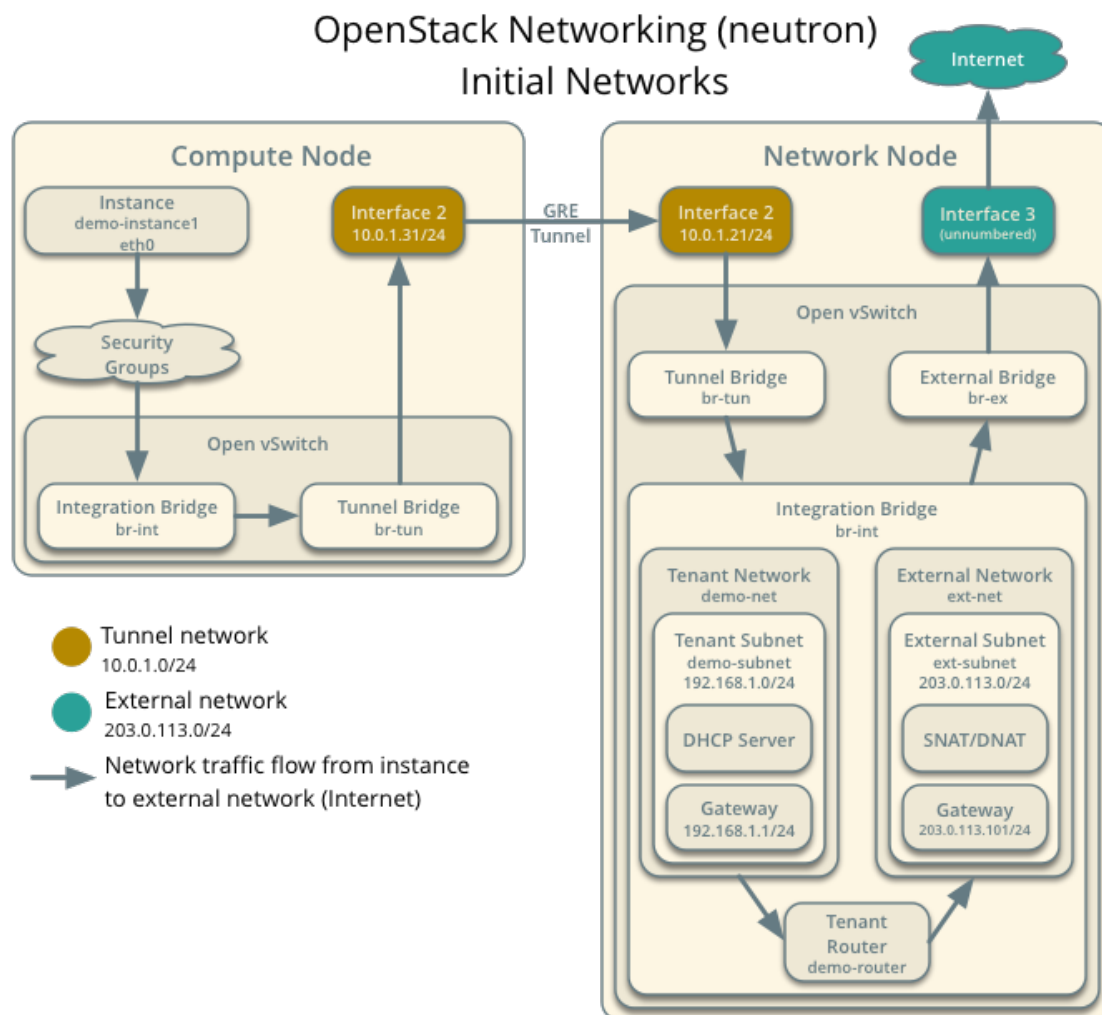 OpenStack Networking (neutron)
Initial Networks
Internet
Compute Node
Instance
demo-instance1
eth0
Interface 2
10.0.1.31/24
Security
Groups
Open vSwitch
Integration Bridge
br-int
Tunnel Bridge
br-tun
GRE
Tunnel
Network Node
Interface 2
10.0.1.21/24
Interface 3
(unnumbered)
Open vSwitch
Tunnel Bridge
br-tun
External Bridge
br-ex
Integration Bridge
br-int
Tenant Network
demo-net
Tenant Subnet
demo-subnet
192.168.1.0/24
DHCP Server
Gateway
192.168.1.1/24
External Network
ext-net
External Subnet
ext-subnet
203.0.113.0/24
SNAT/DNAT
Gateway
203.0.113.101/24
Tenant
Router
demo-router
Tunnel network
10.0.1.0/24
External network
203.0.113.0/24
Network traffic flow from instance
to external network (Internet)